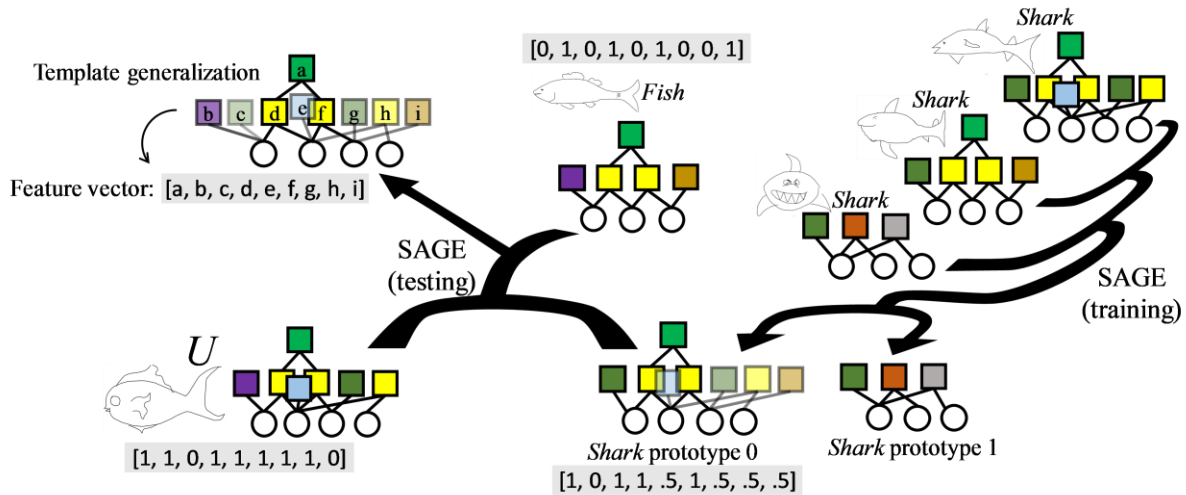 Template generalization
a
b c d e f g h i
Feature vector: [a, b, c, d, e, f, g, h, i]
[0, 1, 0, 1, 0, 1, 0, 0, 1]
Fish
Shark
Shark
Shark
SAGE
(testing)
SAGE
(training)
U
[1, 1, 0, 1, 1, 1, 1, 1, 0]
Shark prototype 0
[1, 0, 1, 1, .5, 1, .5, .5, .5]
Shark prototype 1